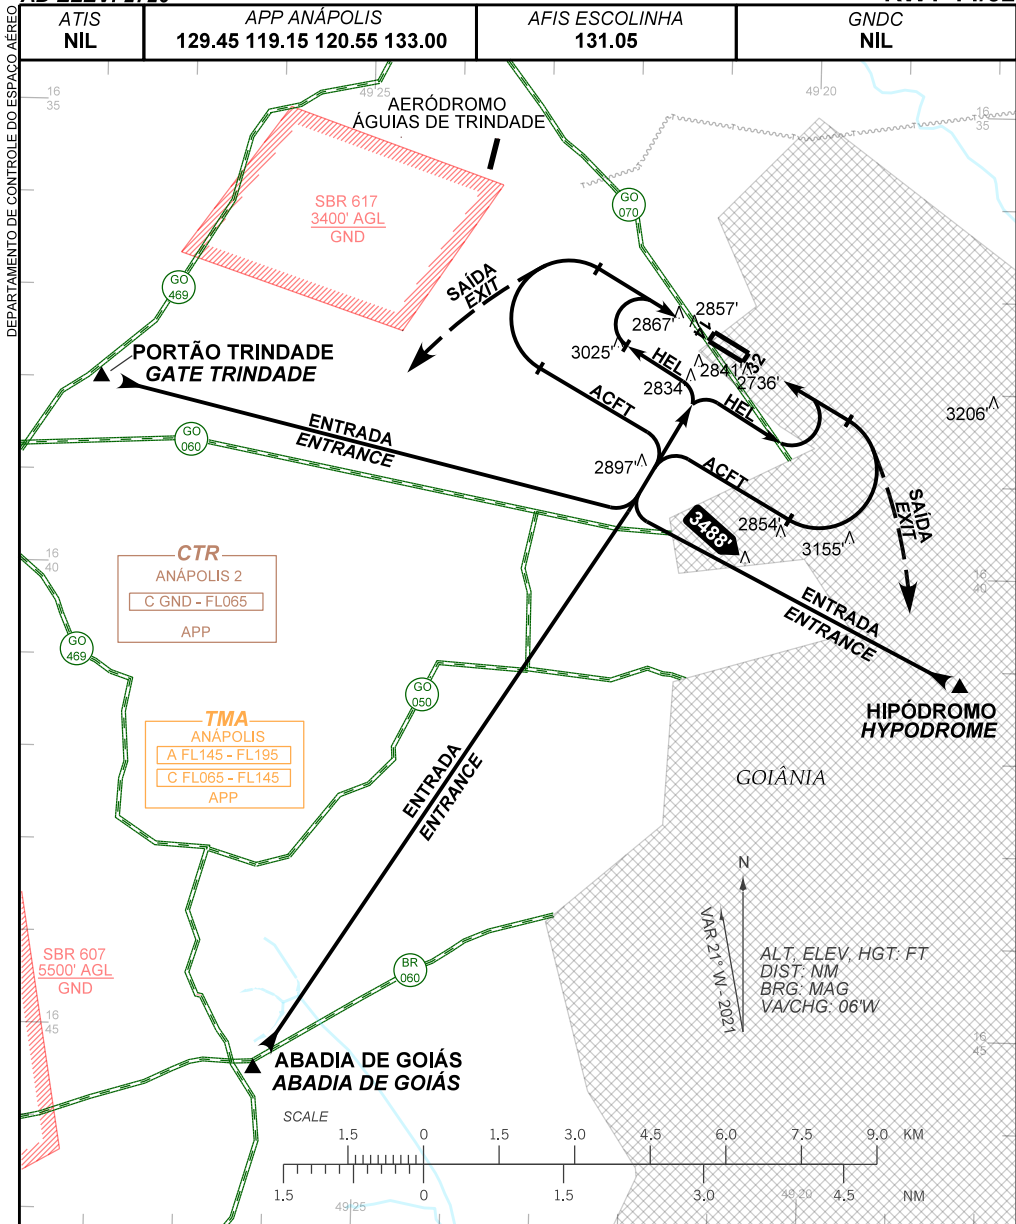 ATIS
NIL
APP ANÁPOLIS
129.45 119.15 120.55 133.00
AFIS ESCOLINHA
131.05
GNDC
NIL
DEPARTAMENTO DE CONTROLE DO ESPAÇO AÉREO
16
35
49 25
49 20
16
35
AERÓDROMO
ÁGUIAS DE TRINDADE
SBR 617
3400' AGL
GND
GO
070
GO
469
SAÍDA
EXIT
2857'
2867'
3025'
14
32
HEL
2834'
2841'
2736'
PORTÃO TRINDADE
GATE TRINDADE
ACFT
HEL
3206'
ENTRADA
ENTRANCE
GO
060
2897'
ACFT
SAÍDA
EXIT
3488'
2854'
3155'
16
40
CTR
ANÁPOLIS 2
C GND - FL065
APP
16
40
ENTRADA
ENTRANCE
GO
469
GO
050
HIPÓDROMO
HYPODROME
TMA
ANÁPOLIS
A FL145 - FL195
C FL065 - FL145
APP
ENTRADA
ENTRANCE
GOIÂNIA
N
VAR 21° W - 2021
ALT, ELEV, HGT: FT
DIST: NM
BRG: MAG
VA/CHG: 06'W
SBR 607
5500' AGL
GND
BR
060
16
45
16
45
ABADIA DE GOIÁS
ABADIA DE GOIÁS
SCALE
1.5 0 1.5 3.0 4.5 6.0 7.5 9.0 KM
1.5 0 1.5 3.0 4.5 NM
49 25
49 20